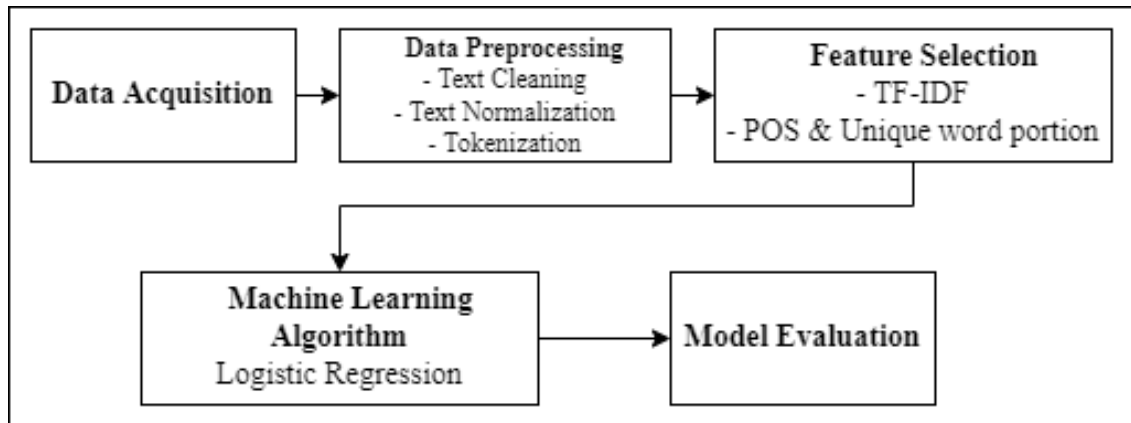 Data Acquisition
Data Preprocessing
- Text Cleaning
- Text Normalization
- Tokenization
Feature Selection
- TF-IDF
- POS & Unique word portion
Machine Learning
Algorithm
Logistic Regression
Model Evaluation